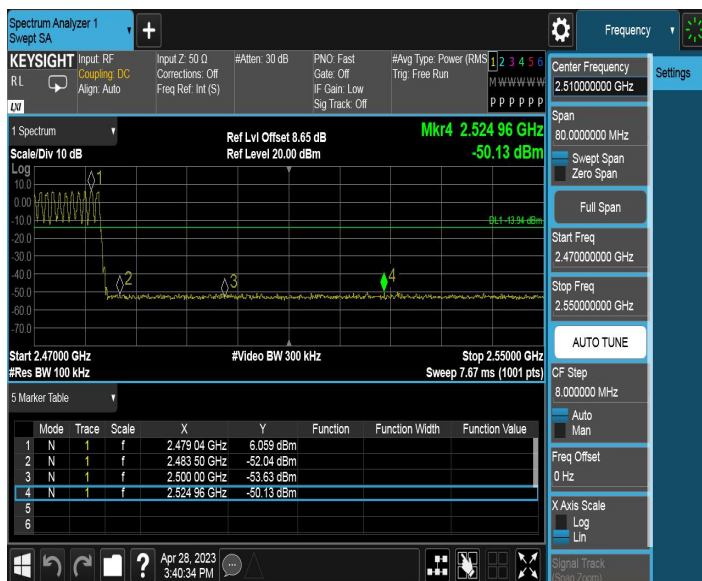 Spectrum Analyzer 1
Swept SA
+
Frequency
KEYSIGHT
RL
LXI
Input: RF
Coupling: DC
Align: Auto
Input Z: 50 Ω
Corrections: Off
Freq Ref: Int (S)
#Atten: 30 dB
PNO: Fast
Gate: Off
IF Gain: Low
Sig Track: Off
#Avg Type: Power (RMS
Trig: Free Run
1 2 3 4 5 6
M W W W W W
P P P P P P
Center Frequency
2.510000000 GHz
Settings
Span
80.0000000 MHz
Swept Span
Zero Span
Full Span
Start Freq
2.470000000 GHz
Stop Freq
2.550000000 GHz
AUTO TUNE
CF Step
8.000000 MHz
Auto
Man
Freq Offset
0 Hz
X Axis Scale
Log
Lin
Signal Track
(Span Zoom)
1 Spectrum
Scale/Div 10 dB
Ref Lvl Offset 8.65 dB
Ref Level 20.00 dBm
Mkr4 2.524 96 GHz
-50.13 dBm
Log
10.0
0.00
-10.0
-20.0
-30.0
-40.0
-50.0
-60.0
-70.0
1
2
3
4
DL1 -13.94 dBm
Start 2.47000 GHz
#Res BW 100 kHz
#Video BW 300 kHz
Stop 2.55000 GHz
Sweep 7.67 ms (1001 pts)
5 Marker Table
Mode Trace Scale X Y Function Function Width Function Value
1 N 1 f 2.479 04 GHz 6.059 dBm
2 N 1 f 2.483 50 GHz -52.04 dBm
3 N 1 f 2.500 00 GHz -53.63 dBm
4 N 1 f 2.524 96 GHz -50.13 dBm
5
6
?
Apr 28, 2023
3:40:34 PM